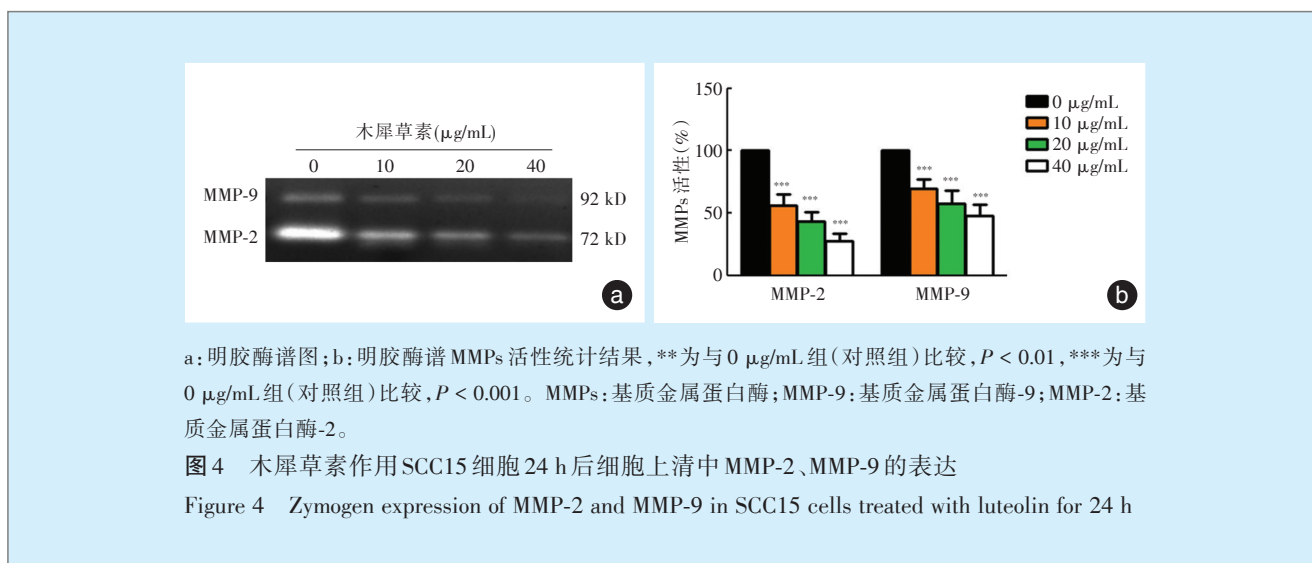 木犀草素(μg/mL)
0 10 20 40
MMP-9 92 kD
MMP-2 72 kD
a
150
100
50
0
MMPs 活性(%)
*** *** ***
*** *** ***
MMP-2 MMP-9
0 μg/mL
10 μg/mL
20 μg/mL
40 μg/mL
b
a:明胶酶谱图;b:明胶酶谱MMPs活性统计结果,**为与0 μg/mL组(对照组)比较,P < 0.01,***为与
0 μg/mL组(对照组)比较,P < 0.001。MMPs:基质金属蛋白酶;MMP-9:基质金属蛋白酶-9;MMP-2:基
质金属蛋白酶-2。
图4 木犀草素作用SCC15细胞24 h后细胞上清中MMP-2、MMP-9的表达
Figure 4 Zymogen expression of MMP-2 and MMP-9 in SCC15 cells treated with luteolin for 24 h